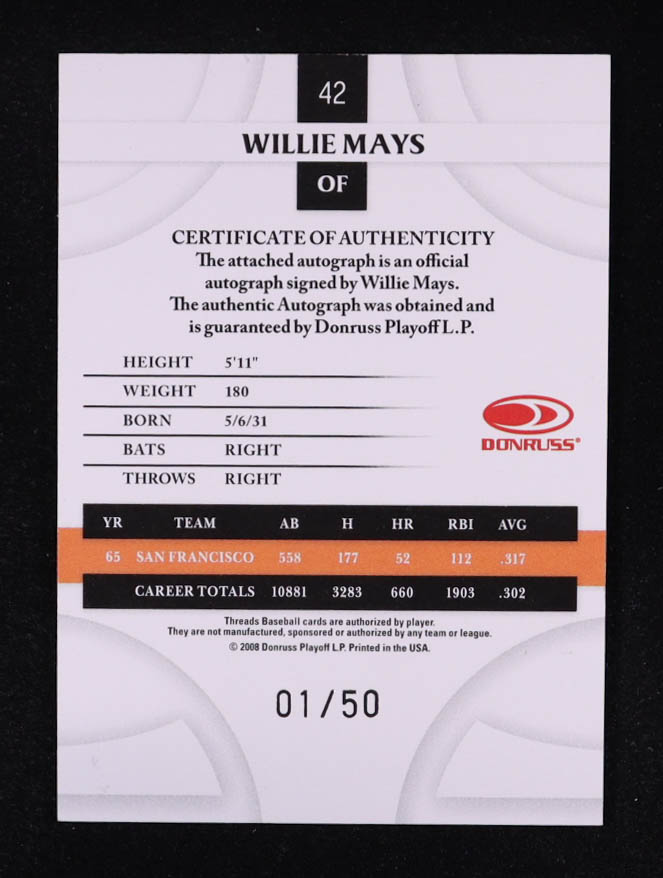 42
WILLIE MAYS
OF
CERTIFICATE OF AUTHENTICITY
The attached autograph is an official
autograph signed by Willie Mays.
The authentic Autograph was obtained and
is guaranteed by Donruss Playoff L.P.
HEIGHT 5'11"
WEIGHT 180
BORN 5/6/31
BATS RIGHT
THROWS RIGHT
DONRUSS®
YR TEAM AB H HR RBI AVG
65 SAN FRANCISCO 558 177 52 112 .317
CAREER TOTALS 10881 3283 660 1903 .302
Threads Baseball cards are authorized by player.
They are not manufactured, sponsored or authorized by any team or league.
© 2008 Donruss Playoff L.P. Printed in the USA.
01/50